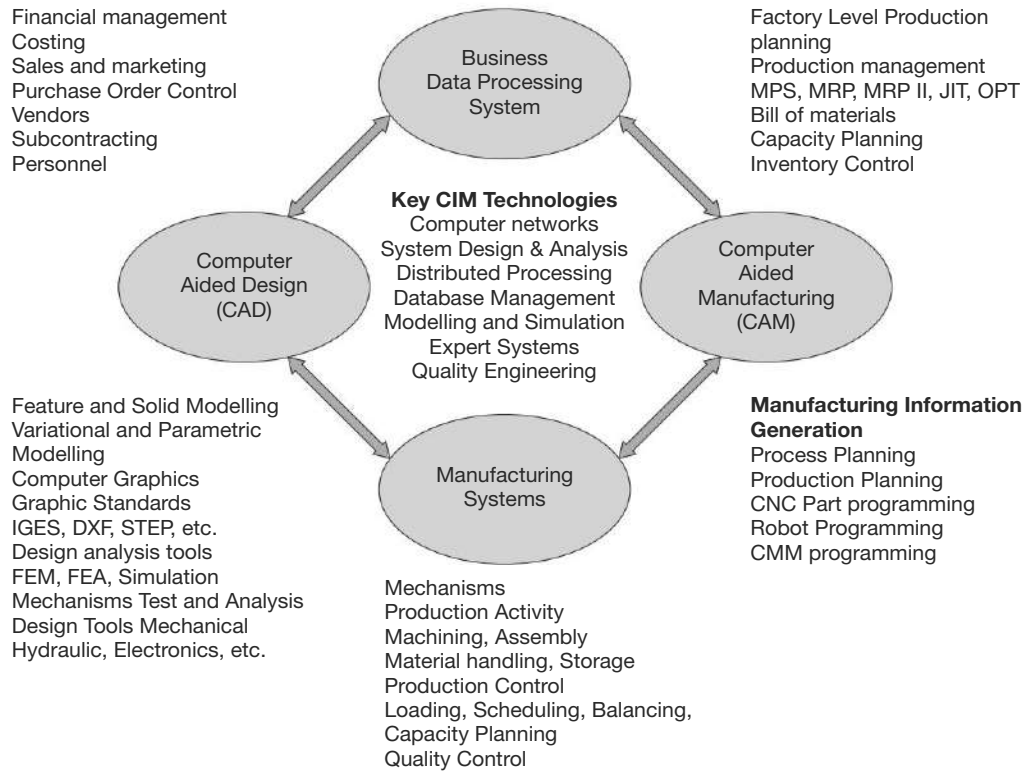 Financial management
Costing
Sales and marketing
Purchase Order Control
Vendors
Subcontracting
Personnel
Business
Data Processing
System
Factory Level Production
planning
Production management
MPS, MRP, MRP II, JIT, OPT
Bill of materials
Capacity Planning
Inventory Control
Computer
Aided Design
(CAD)
Key CIM Technologies
Computer networks
System Design & Analysis
Distributed Processing
Database Management
Modelling and Simulation
Expert Systems
Quality Engineering
Computer
Aided
Manufacturing
(CAM)
Feature and Solid Modelling
Variational and Parametric
Modelling
Computer Graphics
Graphic Standards
IGES, DXF, STEP, etc.
Design analysis tools
FEM, FEA, Simulation
Mechanisms Test and Analysis
Design Tools Mechanical
Hydraulic, Electronics, etc.
Manufacturing
Systems
Manufacturing Information
Generation
Process Planning
Production Planning
CNC Part programming
Robot Programming
CMM programming
Mechanisms
Production Activity
Machining, Assembly
Material handling, Storage
Production Control
Loading, Scheduling, Balancing,
Capacity Planning
Quality Control